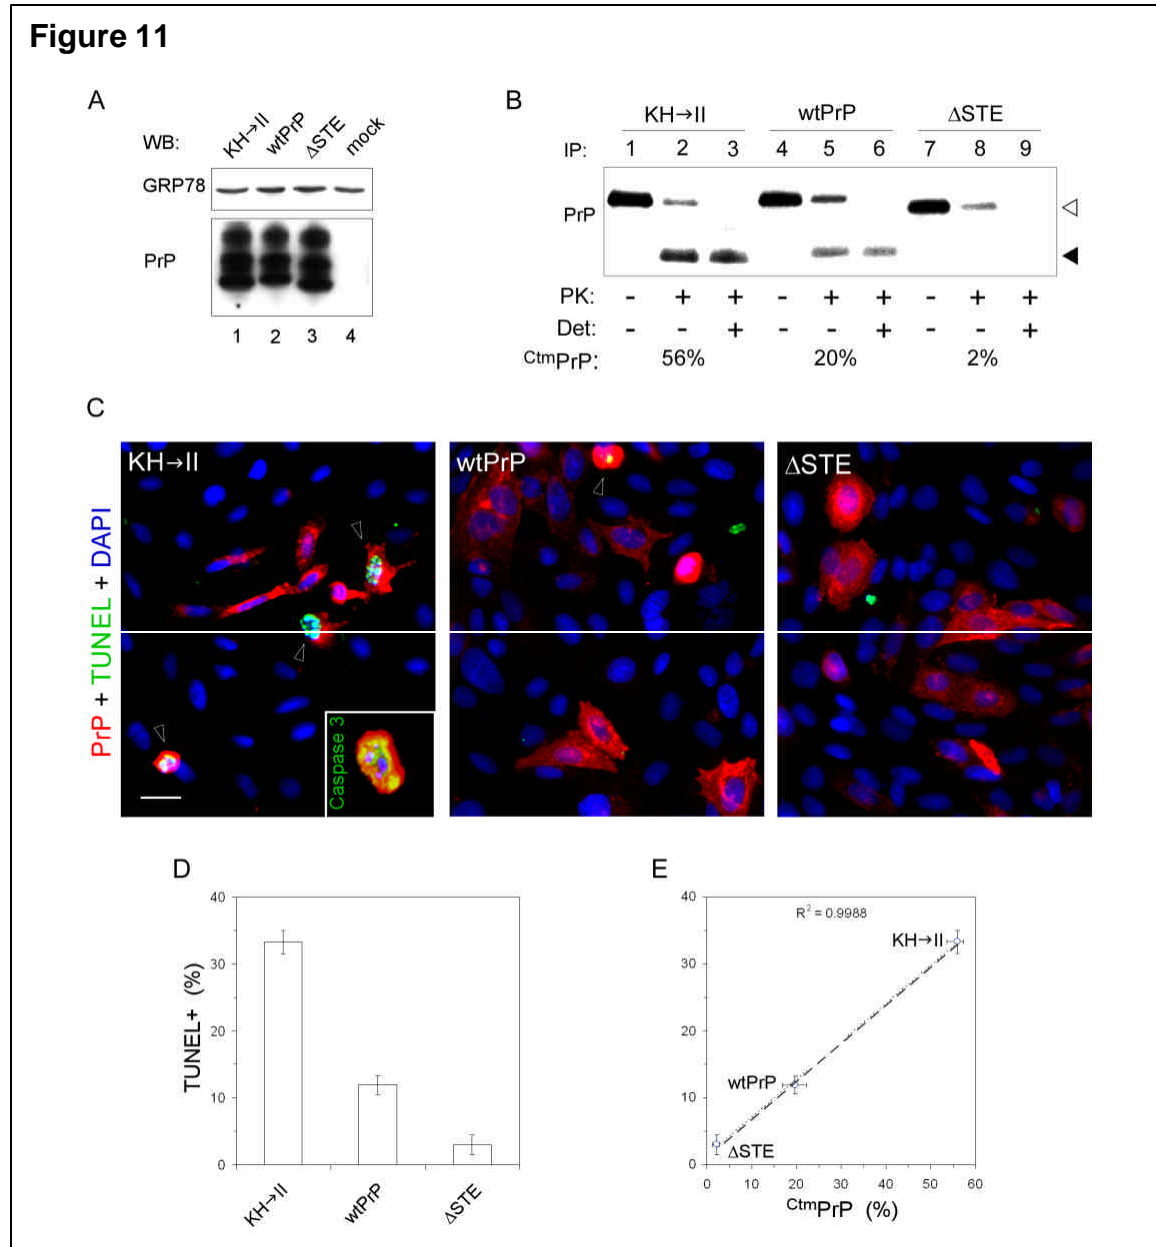 Figure 11
A
WB: KH→II wtPrP ΔSTE mock
GRP78
PrP
1 2 3 4
B
KH→II wtPrP ΔSTE
IP: 1 2 3 4 5 6 7 8 9
PrP
PK: - + + - + + - + +
Det: - - + - - + - - +
CtmPrP: 56% 20% 2%
C
PrP + TUNEL + DAPI
KH→II
wtPrP
ΔSTE
Caspase 3
D
TUNEL+ (%)
40
30
20
10
0
KH→II wtPrP ΔSTE
E
40
30
20
10
0
R² = 0.9988
KH→II
wtPrP
ΔSTE
0 10 20 30 40 50 60
CtmPrP (%)